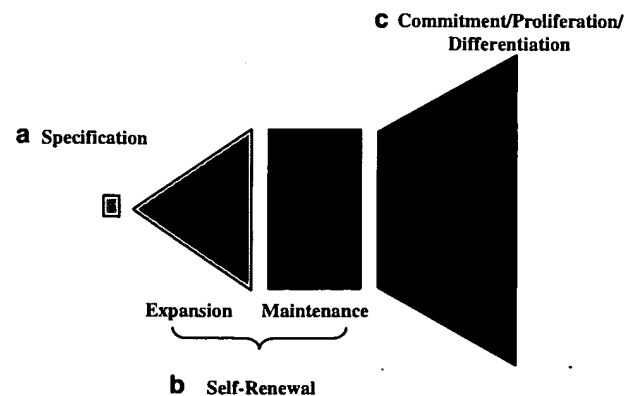 c Commitment/Proliferation/
Differentiation
a Specification
Expansion Maintenance
b Self-Renewal